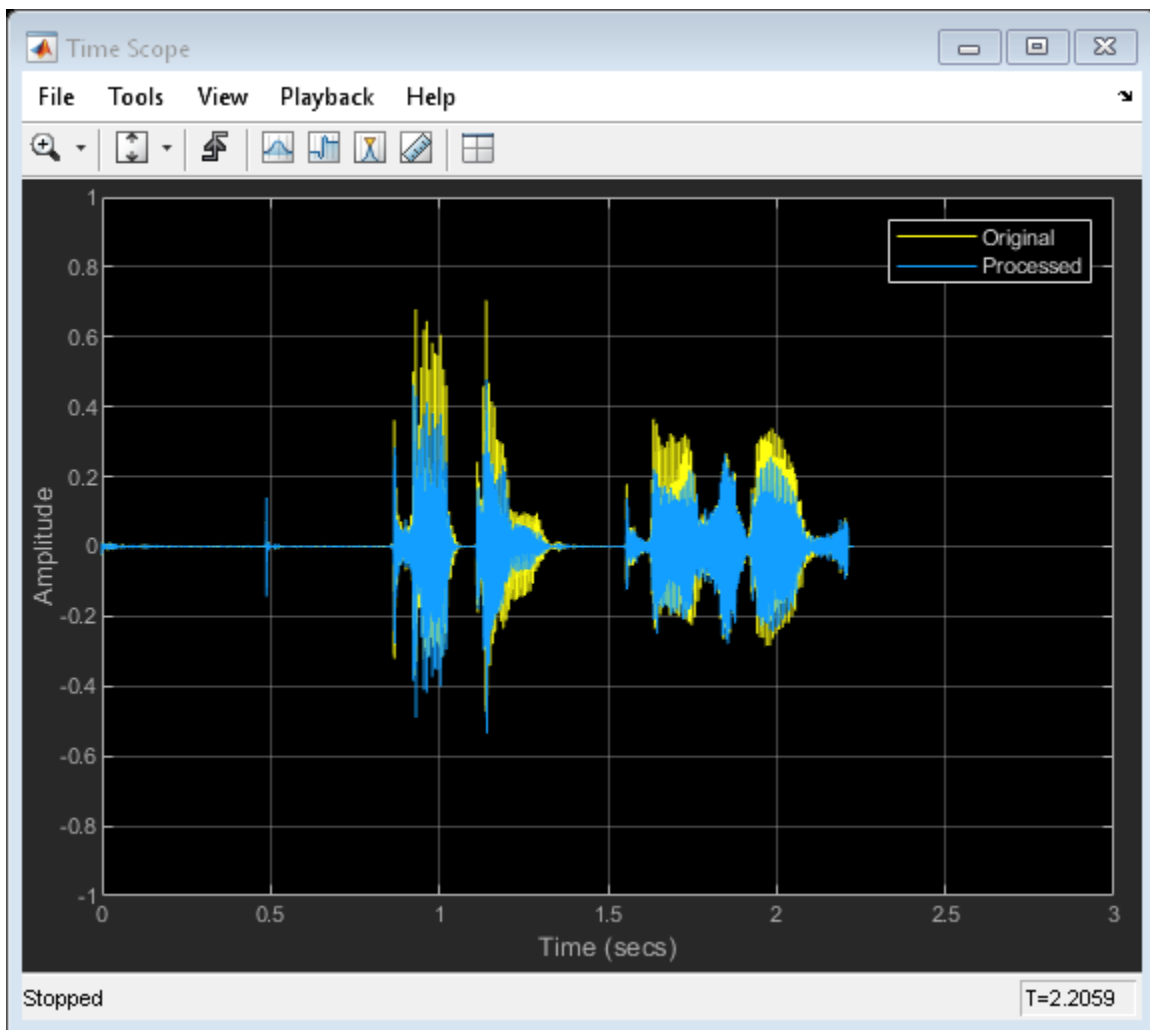 Time Scope
File Tools View Playback Help
1
Original
Processed
0.8
0.6
0.4
0.2
0
-0.2
-0.4
-0.6
-0.8
-1
Amplitude
0 0.5 1 1.5 2 2.5 3
Time (secs)
Stopped T=2.2059